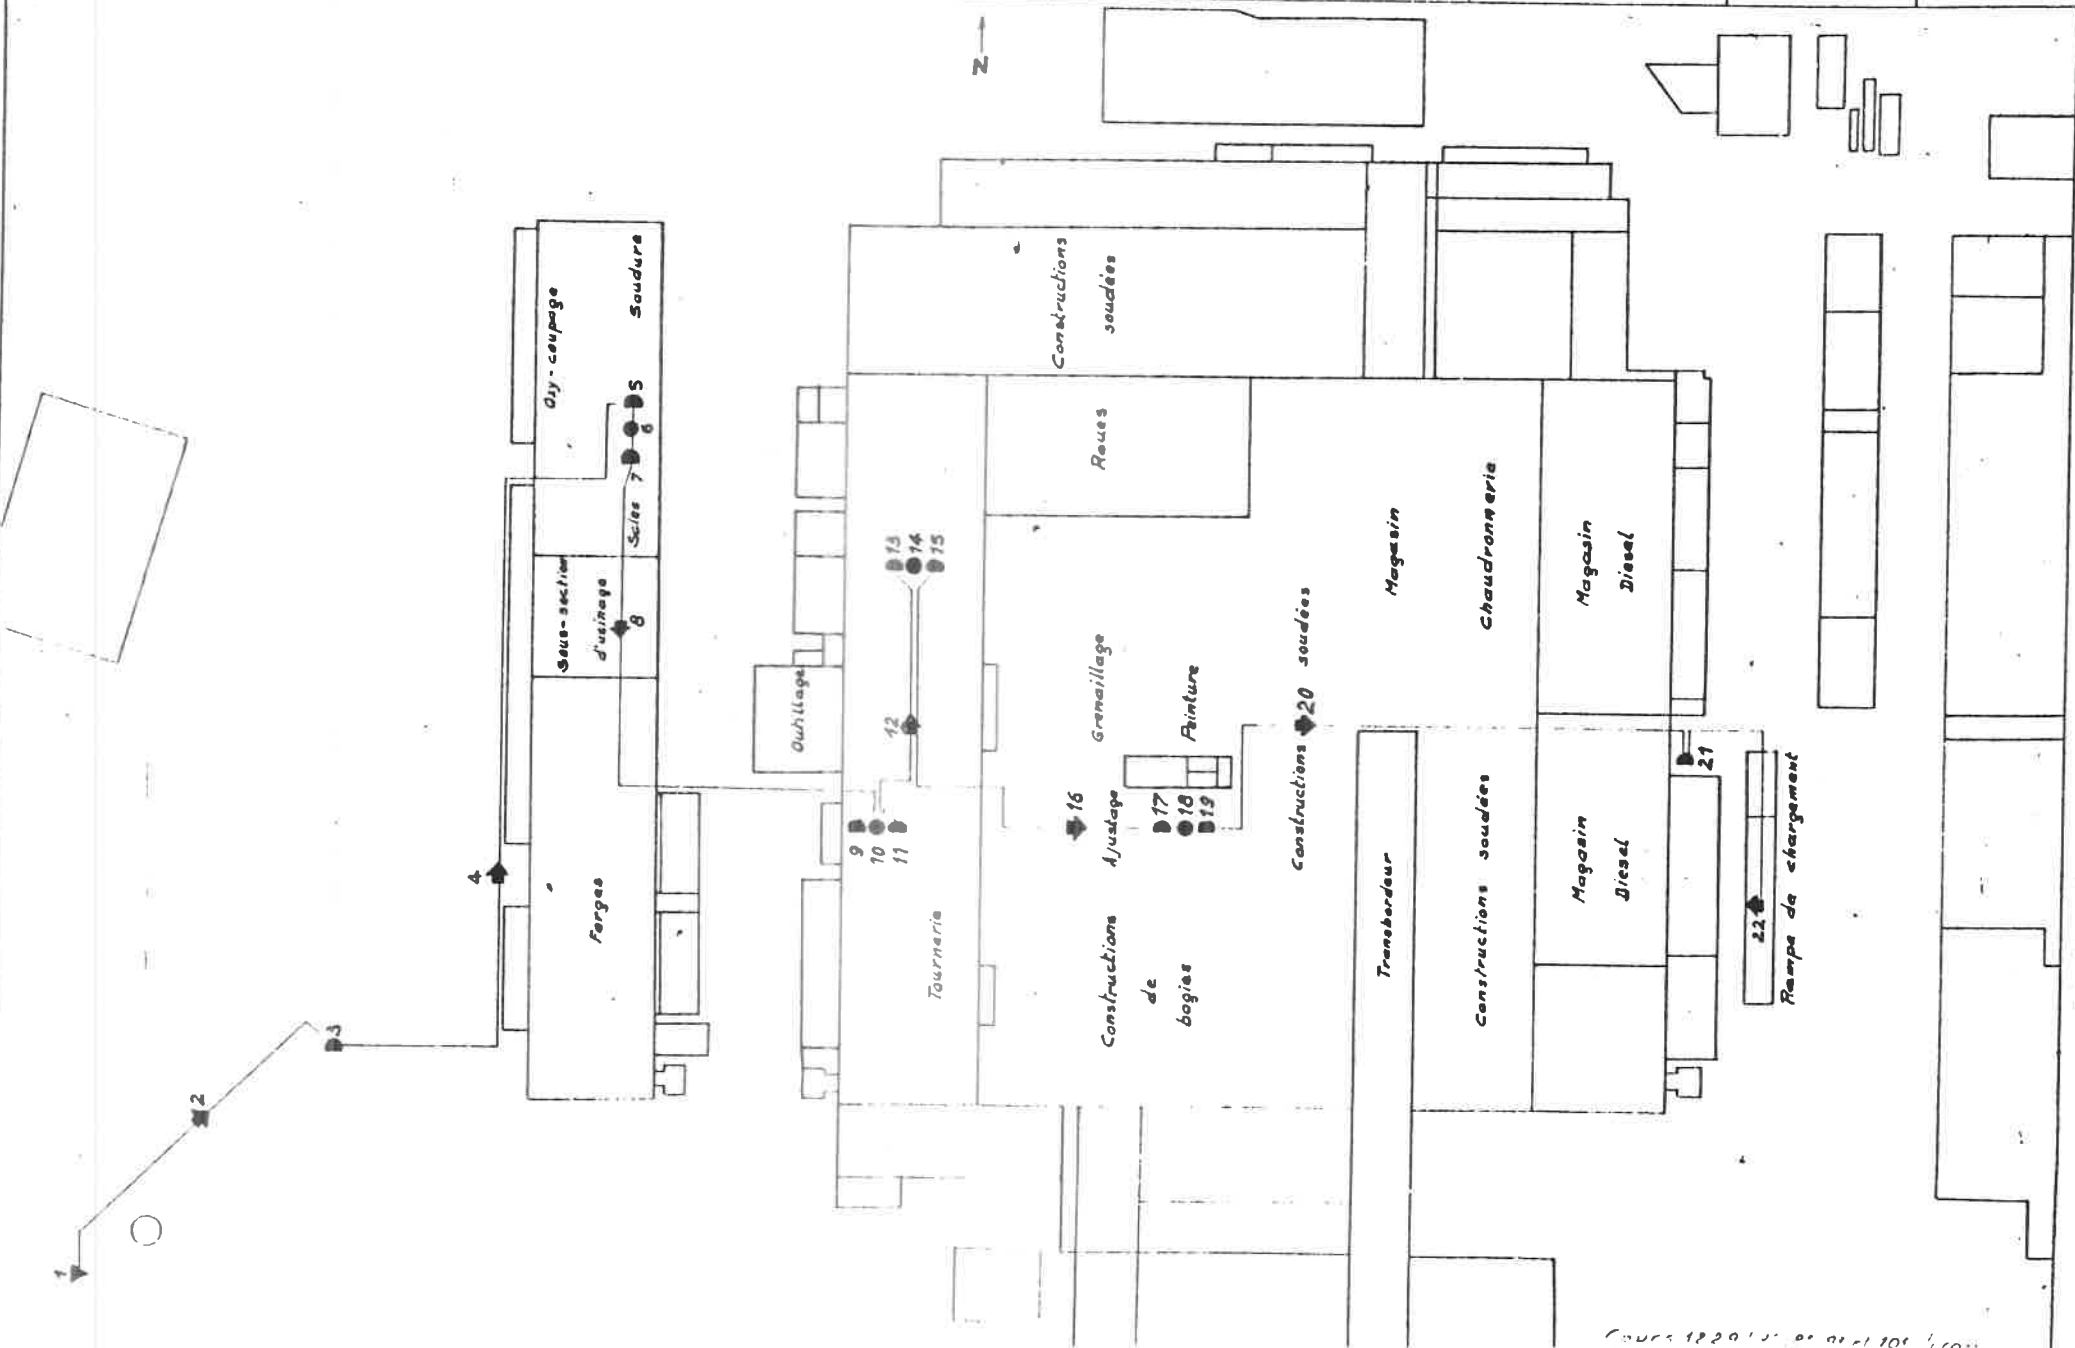 N
Oxy-coupage
Soudure
5
6
7
Scies
Sous-section
d'usinage
8
Forges
4
3
2
1
Outillage
Constructions
soudées
Roues
13
14
15
12
9
10
11
Tournerie
Grenaillage
Peinture
16
Ajustage
17
18
19
Constructions
de
bogies
Constructions 20 soudées
Magasin
Chaudronnerie
Transbordeur
Constructions soudées
Magasin
Diesel
Magasin
Diesel
21
22
Rampe de chargement
Cours 1220